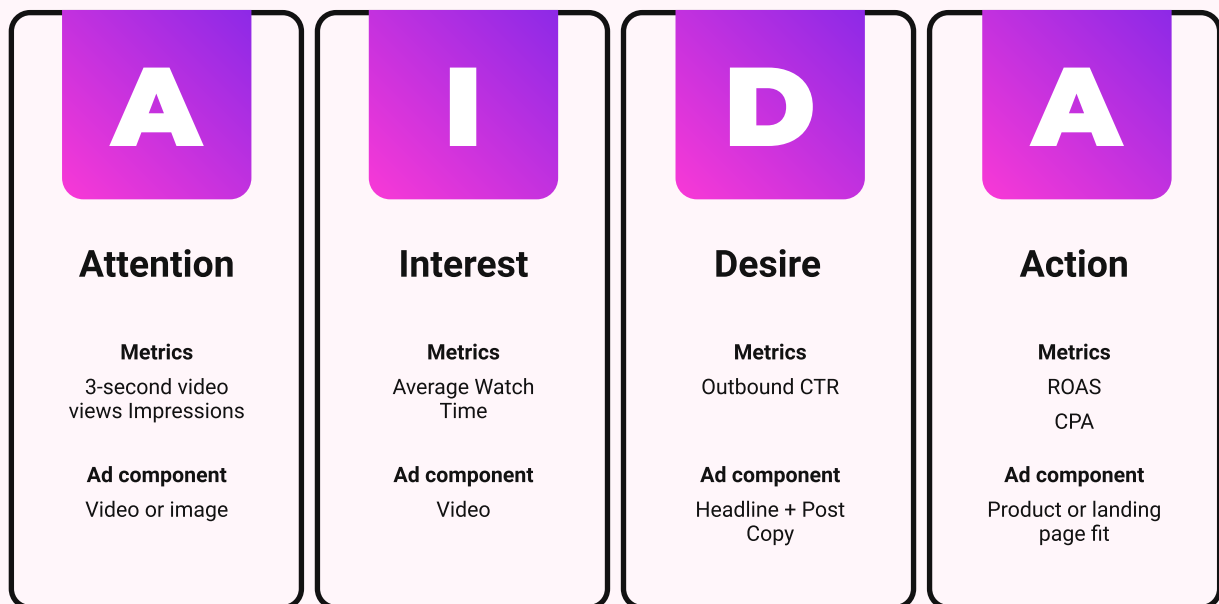 A
Attention
Metrics
3-second video
views Impressions
Ad component
Video or image
I
Interest
Metrics
Average Watch
Time
Ad component
Video
D
Desire
Metrics
Outbound CTR
Ad component
Headline + Post
Copy
A
Action
Metrics
ROAS
CPA
Ad component
Product or landing
page fit